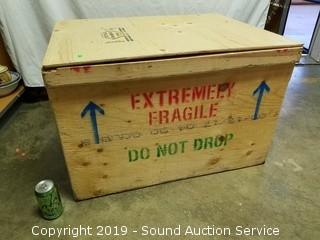 EXTREMELY
FRAGILE
DO NOT DROP
Copyright 2019 - Sound Auction Service